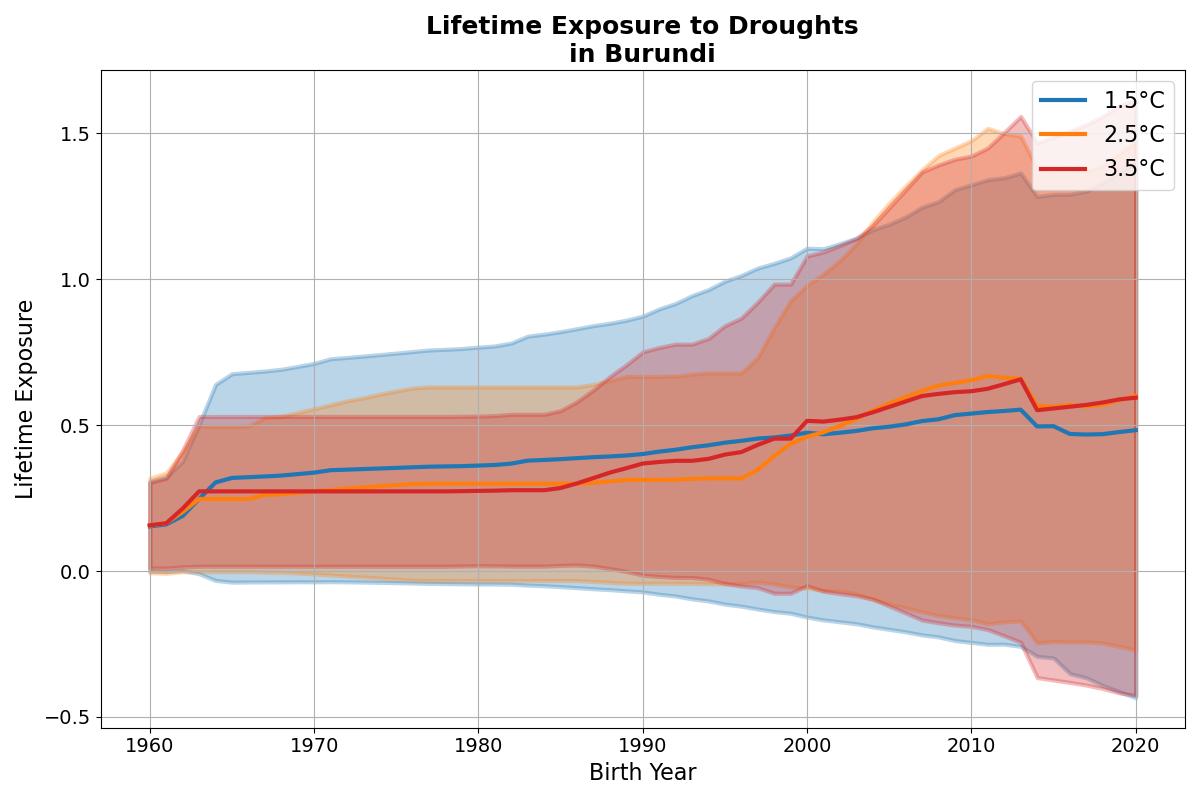 Lifetime Exposure to Droughts
in Burundi
1.5°C
2.5°C
3.5°C
Lifetime Exposure
1.5
1.0
0.5
0.0
−0.5
1960 1970 1980 1990 2000 2010 2020
Birth Year